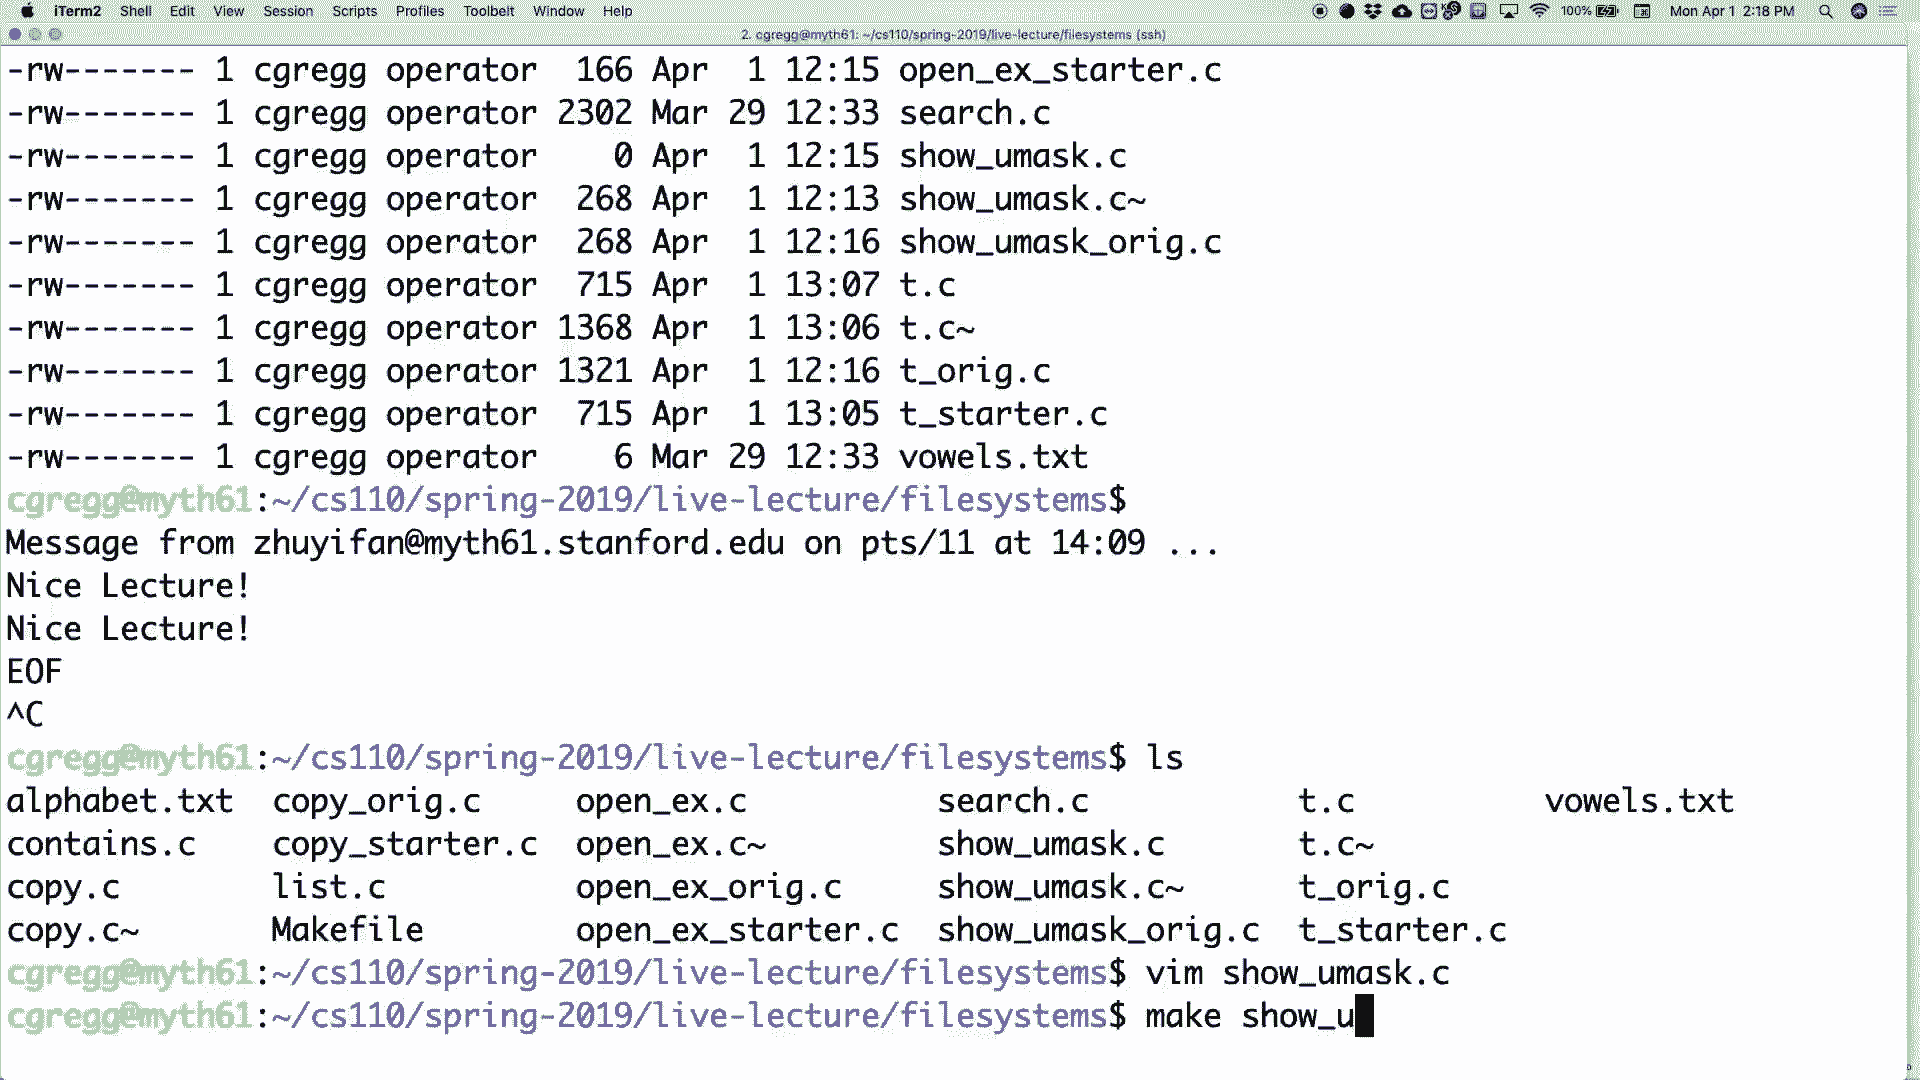 iTerm2 Shell Edit View Session Scripts Profiles Toolbelt Window Help 100% Mon Apr 1 2:18 PM
2. cgregg@myth61: ~/cs110/spring-2019/live-lecture/filesystems (ssh)
-rw------- 1 cgregg operator  166 Apr  1 12:15 open_ex_starter.c
-rw------- 1 cgregg operator 2302 Mar 29 12:33 search.c
-rw------- 1 cgregg operator    0 Apr  1 12:15 show_umask.c
-rw------- 1 cgregg operator  268 Apr  1 12:13 show_umask.c~
-rw------- 1 cgregg operator  268 Apr  1 12:16 show_umask_orig.c
-rw------- 1 cgregg operator  715 Apr  1 13:07 t.c
-rw------- 1 cgregg operator 1368 Apr  1 13:06 t.c~
-rw------- 1 cgregg operator 1321 Apr  1 12:16 t_orig.c
-rw------- 1 cgregg operator  715 Apr  1 13:05 t_starter.c
-rw------- 1 cgregg operator    6 Mar 29 12:33 vowels.txt
cgregg@myth61:~/cs110/spring-2019/live-lecture/filesystems$
Message from zhuyifan@myth61.stanford.edu on pts/11 at 14:09 ...
Nice Lecture!
Nice Lecture!
EOF
^C
cgregg@myth61:~/cs110/spring-2019/live-lecture/filesystems$ ls
alphabet.txt  copy_orig.c     open_ex.c          search.c           t.c          vowels.txt
contains.c    copy_starter.c  open_ex.c~         show_umask.c       t.c~
copy.c        list.c          open_ex_orig.c     show_umask.c~      t_orig.c
copy.c~       Makefile        open_ex_starter.c  show_umask_orig.c  t_starter.c
cgregg@myth61:~/cs110/spring-2019/live-lecture/filesystems$ vim show_umask.c
cgregg@myth61:~/cs110/spring-2019/live-lecture/filesystems$ make show_u